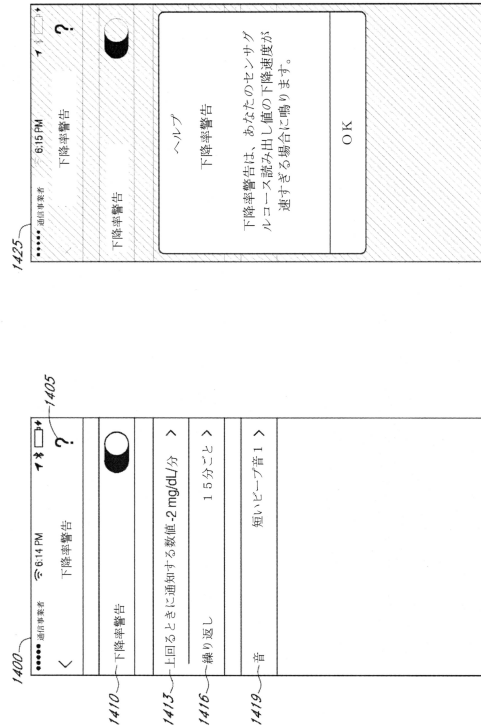 1400
●●●●● 通信事業者 6:14 PM
下降率警告 ?
1405
1410 下降率警告
1413 上回るときに通知する数値 -2 mg/dL/分 >
1416 繰り返し 15分ごと >
1419 音 短いビープ音1 >
1425
●●●●● 通信事業者 6:15 PM
下降率警告 ?
下降率警告
ヘルプ
下降率警告
下降率警告は、あなたのセンサグ
ルコース読み出し値の下降速度が
速すぎる場合に鳴ります。
OK